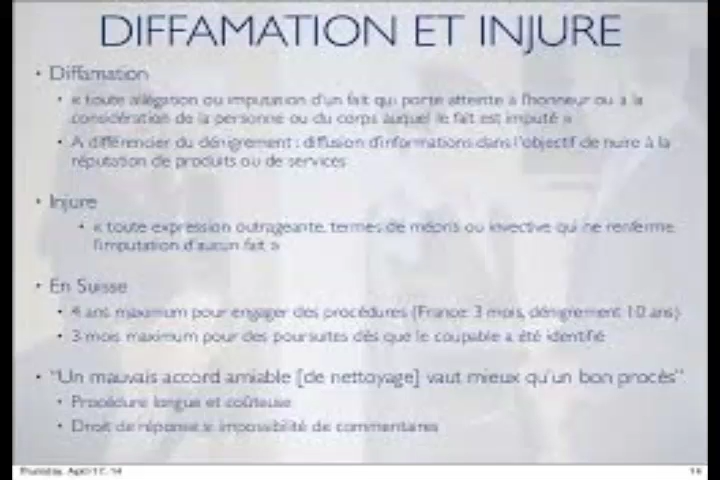 DIFFAMATION ET INJURE
• Diffamation
• « toute allégation ou imputation d'un fait qui porte atteinte à l'honneur ou à la
considération de la personne ou du corps auquel le fait est imputé »
• A différencier du dénigrement : diffusion d'informations dans l'objectif de nuire à la
réputation de produits ou de services
• Injure
• « toute expression outrageante, termes de mépris ou invective qui ne renferme
l'imputation d'aucun fait »
• En Suisse
• 4 ans maximum pour engager des procédures (France: 3 mois, dénigrement 10 ans)
• 3 mois maximum pour des poursuites dès que le coupable a été identifié
• "Un mauvais accord amiable [de nettoyage] vaut mieux qu'un bon procès"
• Procédure longue et coûteuse
• Droit de réponse si impossibilité de commentaires
Thursday, April 17, 14